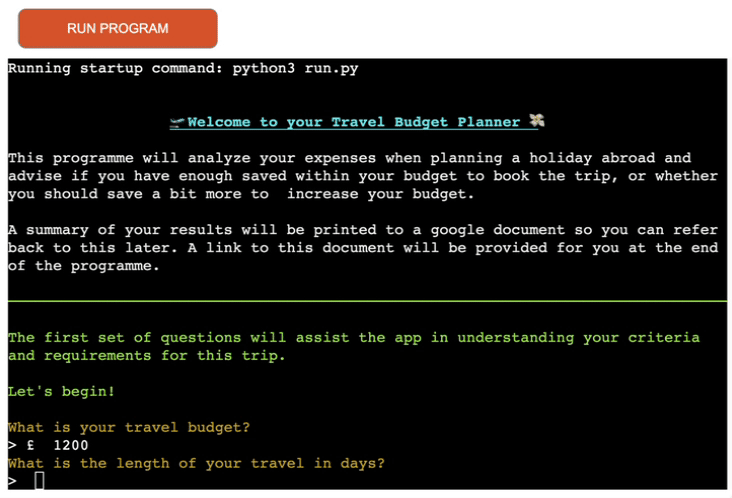 RUN PROGRAM
Running startup command: python3 run.py
🛫Welcome to your Travel Budget Planner 💸
This programme will analyze your expenses when planning a holiday abroad and
advise if you have enough saved within your budget to book the trip, or whether
you should save a bit more to  increase your budget.
A summary of your results will be printed to a google document so you can refer
back to this later. A link to this document will be provided for you at the end
of the programme.
The first set of questions will assist the app in understanding your criteria
and requirements for this trip.
Let's begin!
What is your travel budget?
> £  1200
What is the length of your travel in days?
>